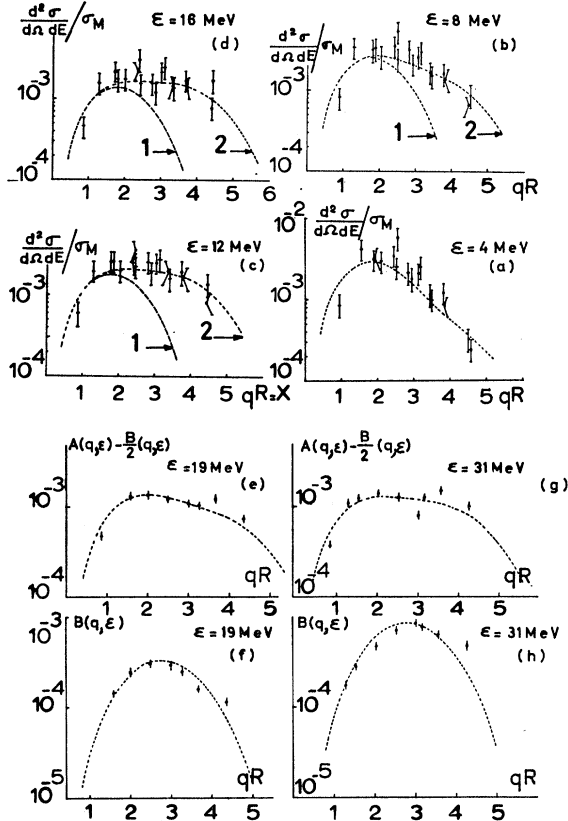 d²σ/dΩdE /σM ε = 16 MeV
(d)
10⁻³
10⁻⁴
1 2
1 2 3 4 5 6
d²σ/dΩdE /σM ε = 8 MeV
(b)
10⁻³
10⁻⁴
1 2
1 2 3 4 5 qR
d²σ/dΩdE /σM ε = 12 MeV
(c)
10⁻³
10⁻⁴
1 2
1 2 3 4 5 qR=X
10⁻² d²σ/dΩdE /σM ε = 4 MeV
(a)
10⁻³
10⁻⁴
1 2 3 4 5 qR
A(q,ε) – B/2 (q,ε)
ε = 19 MeV (e)
10⁻³
10⁻⁴
qR
1 2 3 4 5
A(q,ε) – B/2 (q,ε)
ε = 31 MeV (g)
10⁻³
10⁻⁴
qR
1 2 3 4 5
10⁻³ B(q,ε) ε = 19 MeV
(f)
10⁻⁴
10⁻⁵
qR
1 2 3 4 5
10⁻³ B(q,ε) ε = 31 MeV
(h)
10⁻⁴
10⁻⁵
qR
1 2 3 4 5